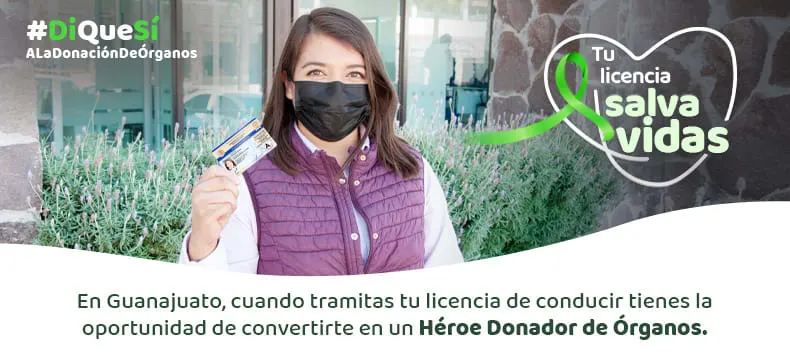 #DiQueSí
ALaDonaciónDeÓrganos
Tu
licencia
salva
vidas
En Guanajuato, cuando tramitas tu licencia de conducir tienes la
oportunidad de convertirte en un Héroe Donador de Órganos.